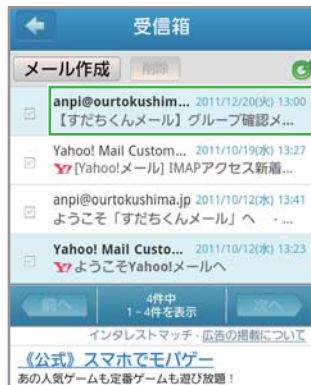 受信箱
メール作成 削除
anpi@ourtokushim... 2011/12/20(火) 13:00
【すだちくんメール】グループ確認メ...
Yahoo! Mail Custom... 2011/10/19(水) 13:27
Y! [Yahoo!メール] IMAPアクセス新着...
anpi@ourtokushima.jp 2011/10/12(水) 13:41
ようこそ「すだちくんメール」へ -...
Yahoo! Mail Custo... 2011/10/12(水) 13:23
Y! ようこそYahoo!メールへ
前へ 4件中 次へ
1～4件を表示
インタレストマッチ - 広告の掲載について
《公式》スマホでモバゲー
あの人気ゲームも定番ゲームも遊び放題！